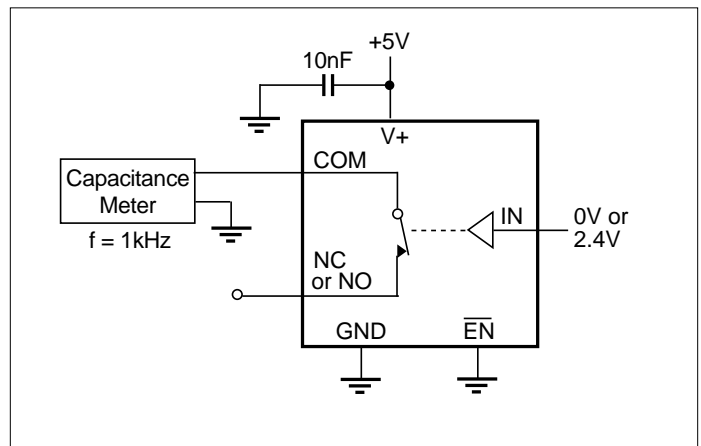 +5V
10nF
V+
COM
Capacitance
Meter
f = 1kHz
IN
0V or
2.4V
NC
or NO
GND
EN